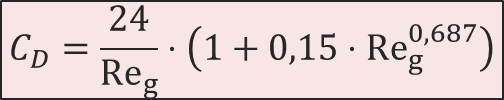 C_D = 24/Re_g · (1 + 0,15 · Re_g^0,687)